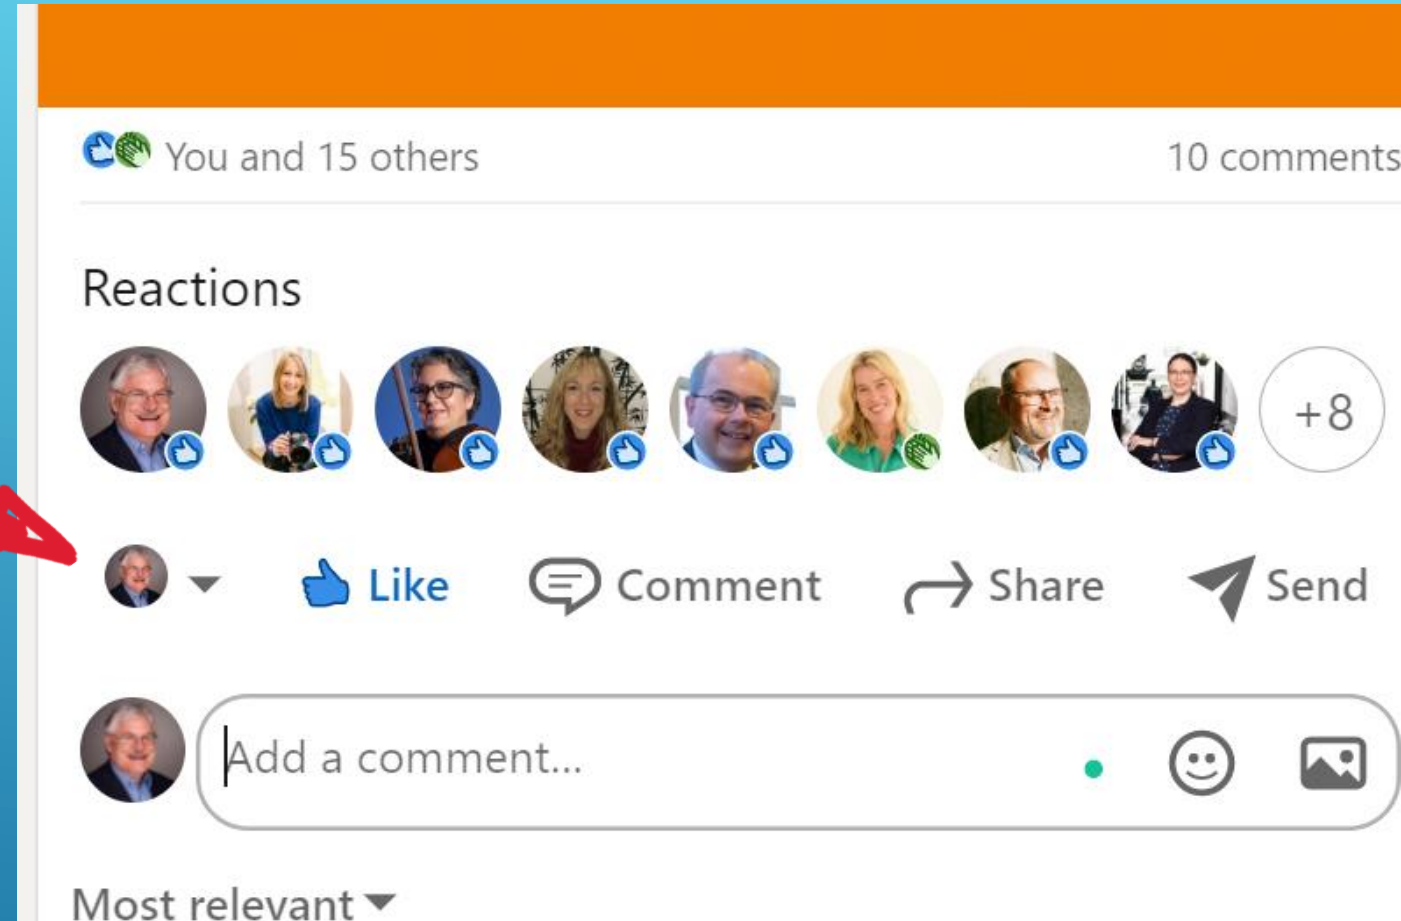 You and 15 others 10 comments
Reactions
+8
Like Comment Share Send
Add a comment...
Most relevant